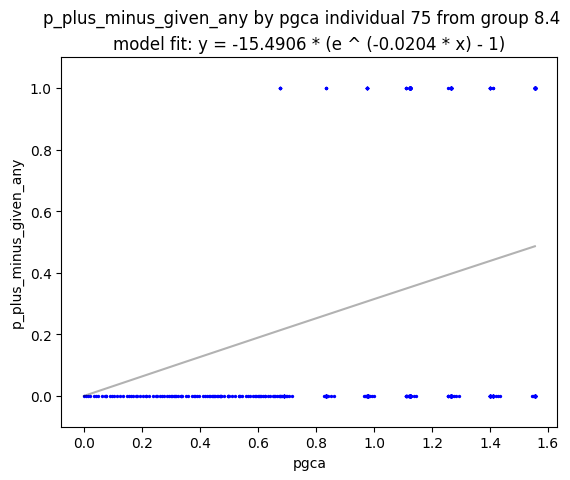 p_plus_minus_given_any by pgca individual 75 from group 8.4
model fit: y = -15.4906 * (e ^ (-0.0204 * x) - 1)
1.0
0.8
0.6
0.4
0.2
0.0
p_plus_minus_given_any
0.0 0.2 0.4 0.6 0.8 1.0 1.2 1.4 1.6
pgca